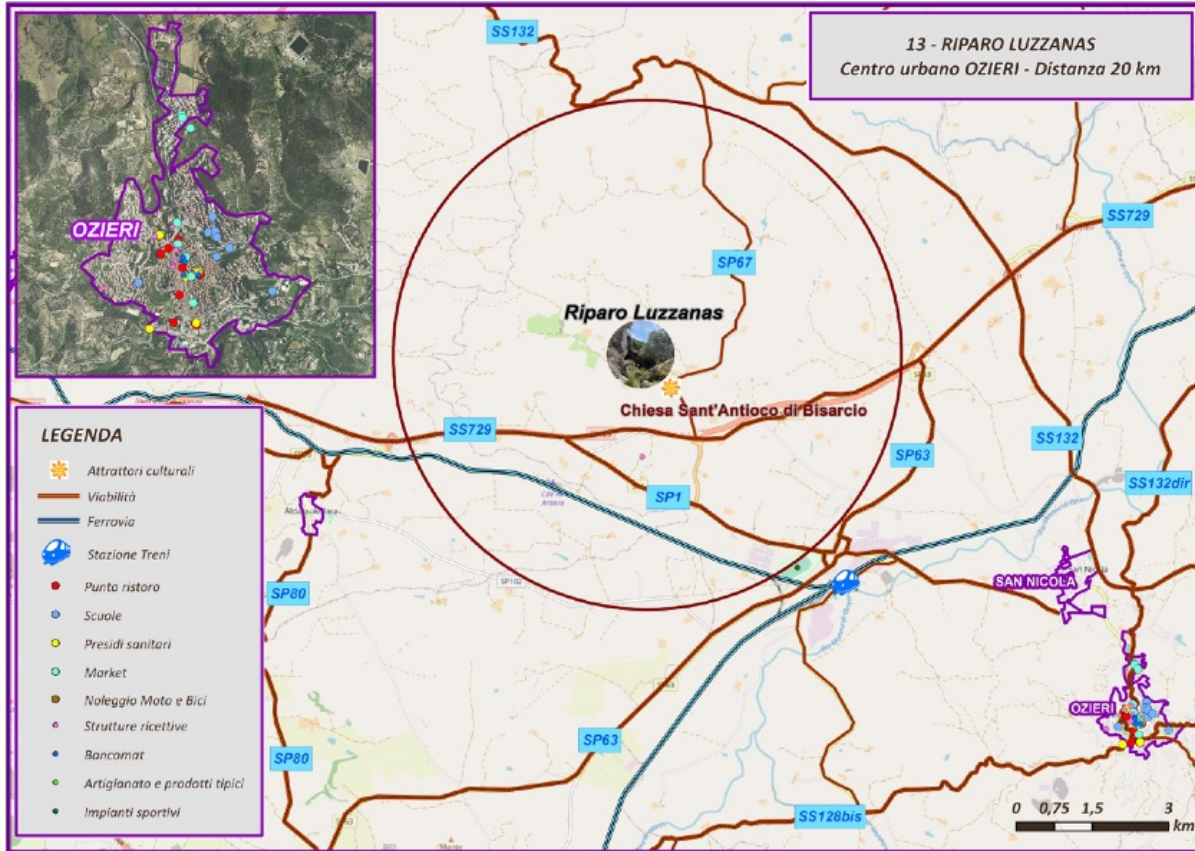 13 - RIPARO LUZZANAS
Centro urbano OZIERI - Distanza 20 km
SS132
OZIERI
SS729
SP67
Riparo Luzzanas
Chiesa Sant'Antioco di Bisarcio
SS729
SP63
SS132
SS132dir
SP1
SP102
SAN NICOLA
San Nicola
SP80
OZIERI
SP63
SP80
SS128bis
LEGENDA
Attrattori culturali
Viabilità
Ferrovia
Stazione Treni
Punto ristoro
Scuole
Presidi sanitari
Market
Noleggio Moto e Bici
Strutture ricettive
Bancomat
Artigianato e prodotti tipici
Impianti sportivi
0 0,75 1,5 3
km